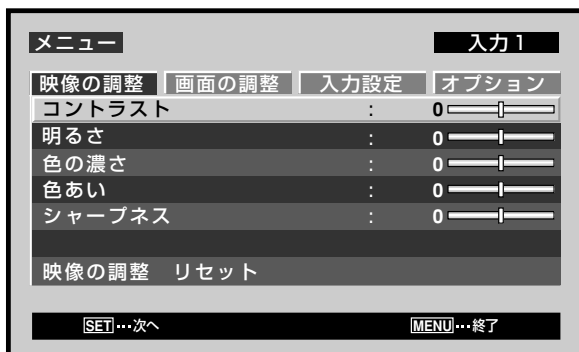 メニュー 入力1
映像の調整 画面の調整 入力設定 オプション
コントラスト : 0
明るさ : 0
色の濃さ : 0
色あい : 0
シャープネス : 0
映像の調整 リセット
SET…次へ MENU…終了